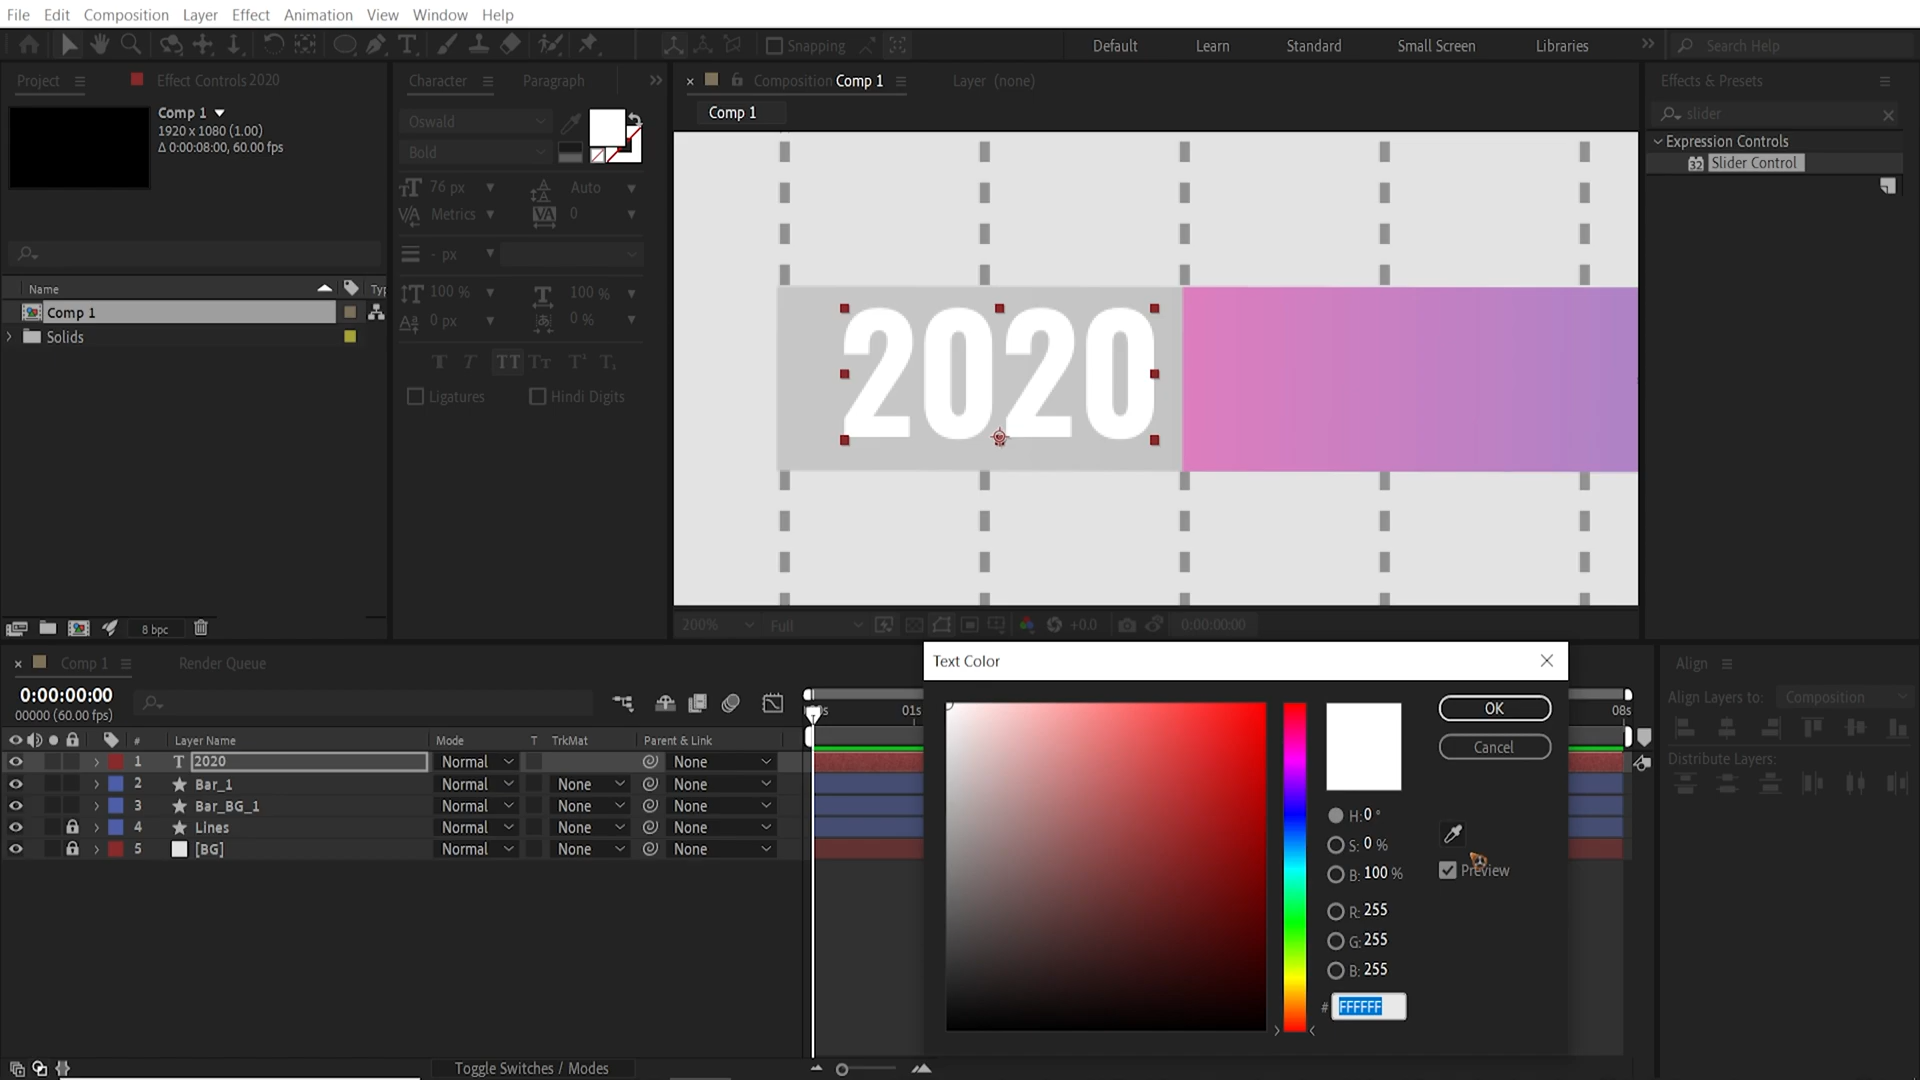 File Edit Composition Layer Effect Animation View Window Help
Snapping Default Learn Standard Small Screen Libraries Search Help
Project Effect Controls 2020
Comp 1
1920 x 1080 (1.00)
Δ 0:00:08:00, 60.00 fps
Name Typ
Comp 1
Solids
8 bpc
Character Paragraph
Oswald
Bold
76 px Auto
Metrics 0
- px
100 % 100 %
0 px 0 %
Ligatures Hindi Digits
Composition Comp 1 Layer (none)
Comp 1
2020
200% Full +0.0 0:00:00:00
Effects & Presets
slider
Expression Controls
32 Slider Control
Comp 1 Render Queue
0:00:00:00
00000 (60.00 fps)
01s 08s
# Layer Name Mode T TrkMat Parent & Link
1 T 2020 Normal None
2 Bar_1 Normal None None
3 Bar_BG_1 Normal None None
4 Lines Normal None None
5 [BG] Normal None None
Toggle Switches / Modes
Text Color
OK
Cancel
H: 0 °
S: 0 %
B: 100 %
Preview
R: 255
G: 255
B: 255
# FFFFFF
Align
Align Layers to: Composition
Distribute Layers: